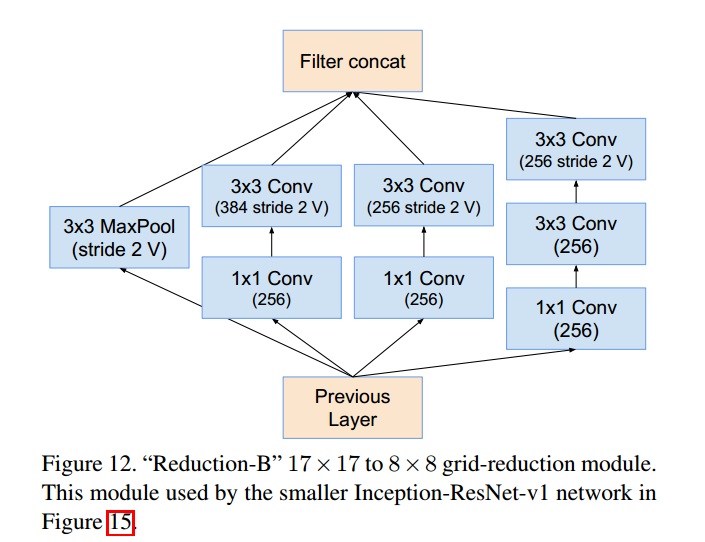 Filter concat
3x3 Conv
(256 stride 2 V)
3x3 Conv
(384 stride 2 V)
3x3 Conv
(256 stride 2 V)
3x3 MaxPool
(stride 2 V)
3x3 Conv
(256)
1x1 Conv
(256)
1x1 Conv
(256)
1x1 Conv
(256)
Previous
Layer
Figure 12. “Reduction-B” 17 × 17 to 8 × 8 grid-reduction module.
This module used by the smaller Inception-ResNet-v1 network in
Figure 15.